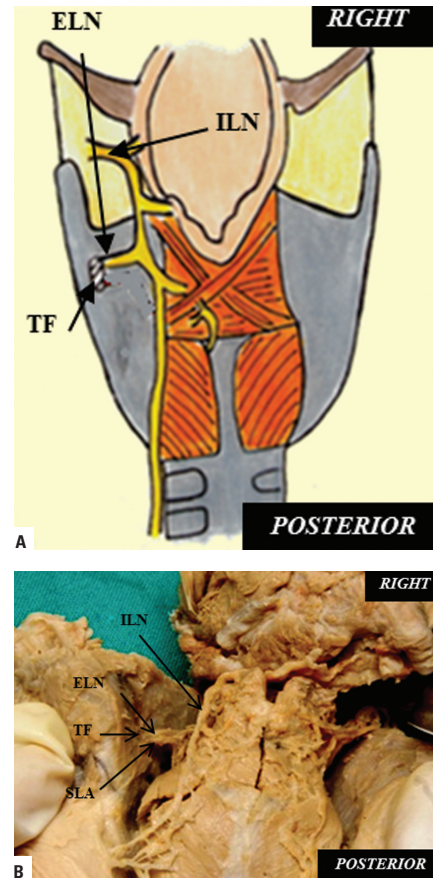 RIGHT
ELN
ILN
TF
POSTERIOR
A
RIGHT
ILN
ELN
TF
SLA
POSTERIOR
B